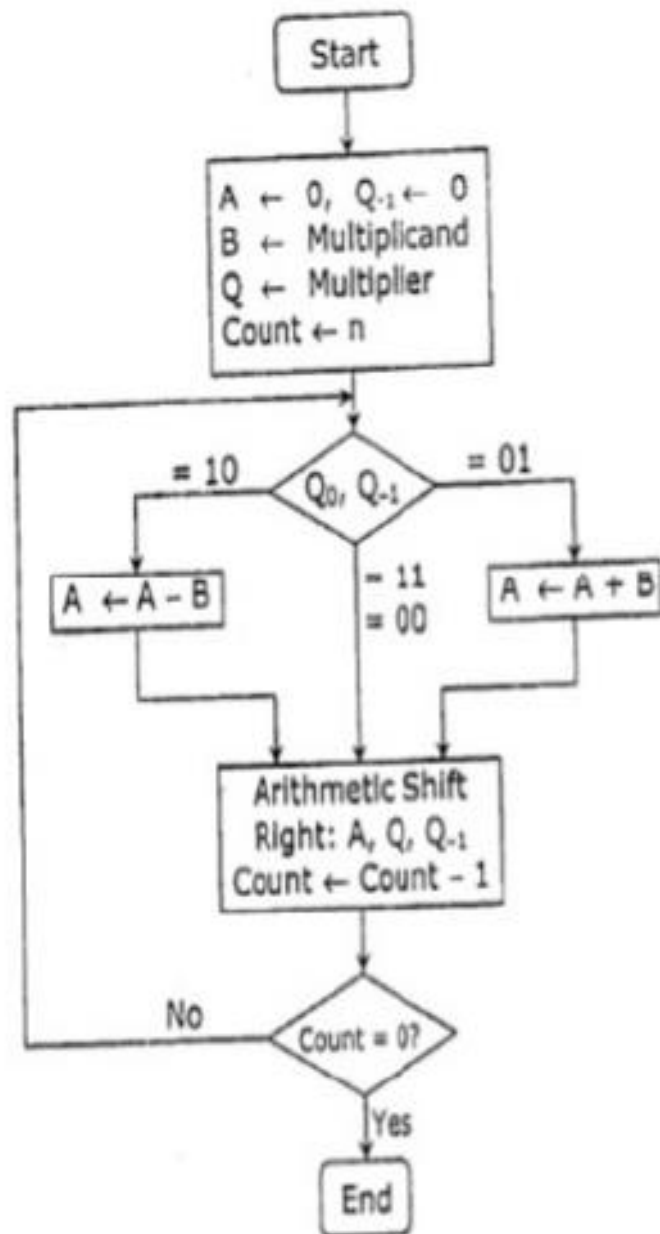 Start
A ← 0, Q₋₁ ← 0
B ← Multiplicand
Q ← Multiplier
Count ← n
= 10
Q₀, Q₋₁
= 01
A ← A - B
= 11
= 00
A ← A + B
Arithmetic Shift
Right: A, Q, Q₋₁
Count ← Count - 1
No
Count = 0?
Yes
End